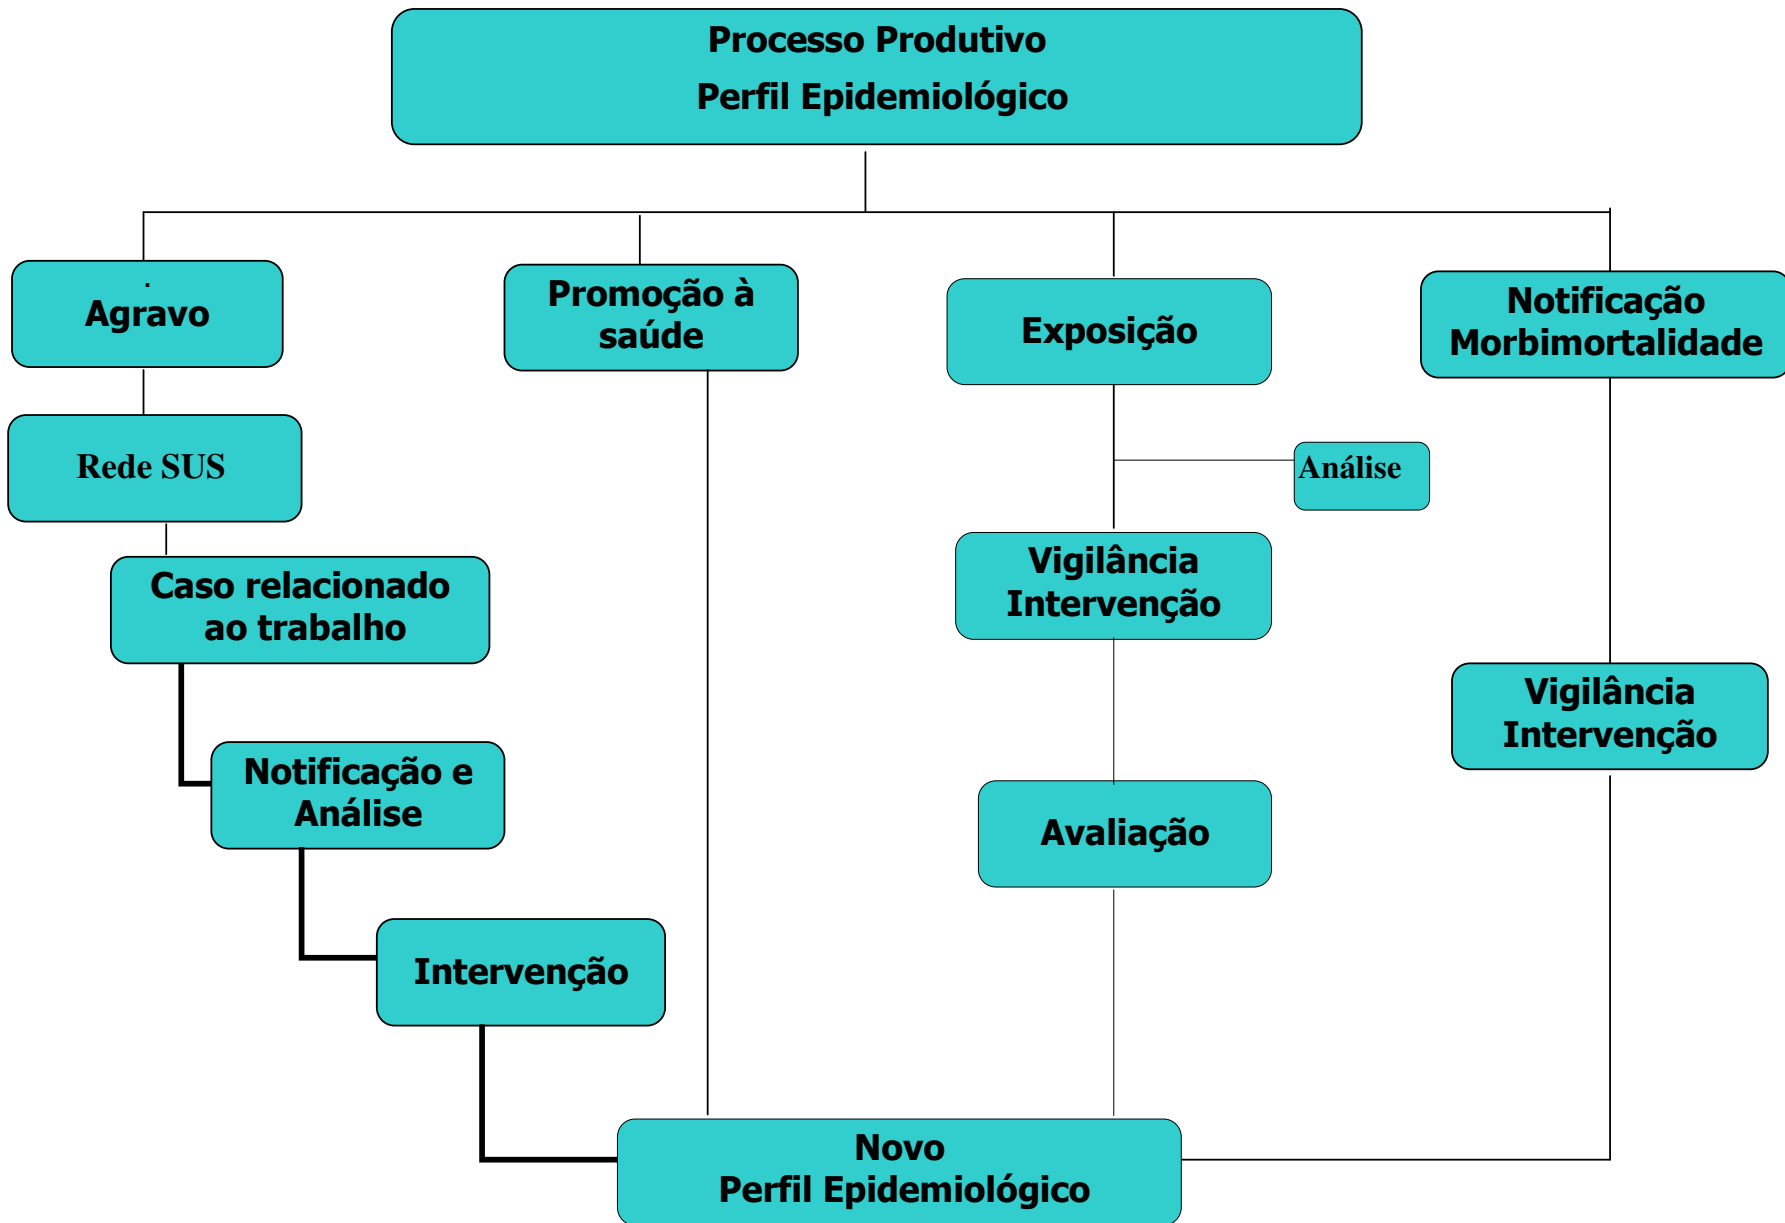 Processo Produtivo
Perfil Epidemiológico
.
Agravo
Promoção à
saúde
Exposição
Notificação
Morbimortalidade
Rede SUS
Análise
Caso relacionado
ao trabalho
Vigilância
Intervenção
Vigilância
Intervenção
Notificação e
Análise
Avaliação
Intervenção
Novo
Perfil Epidemiológico